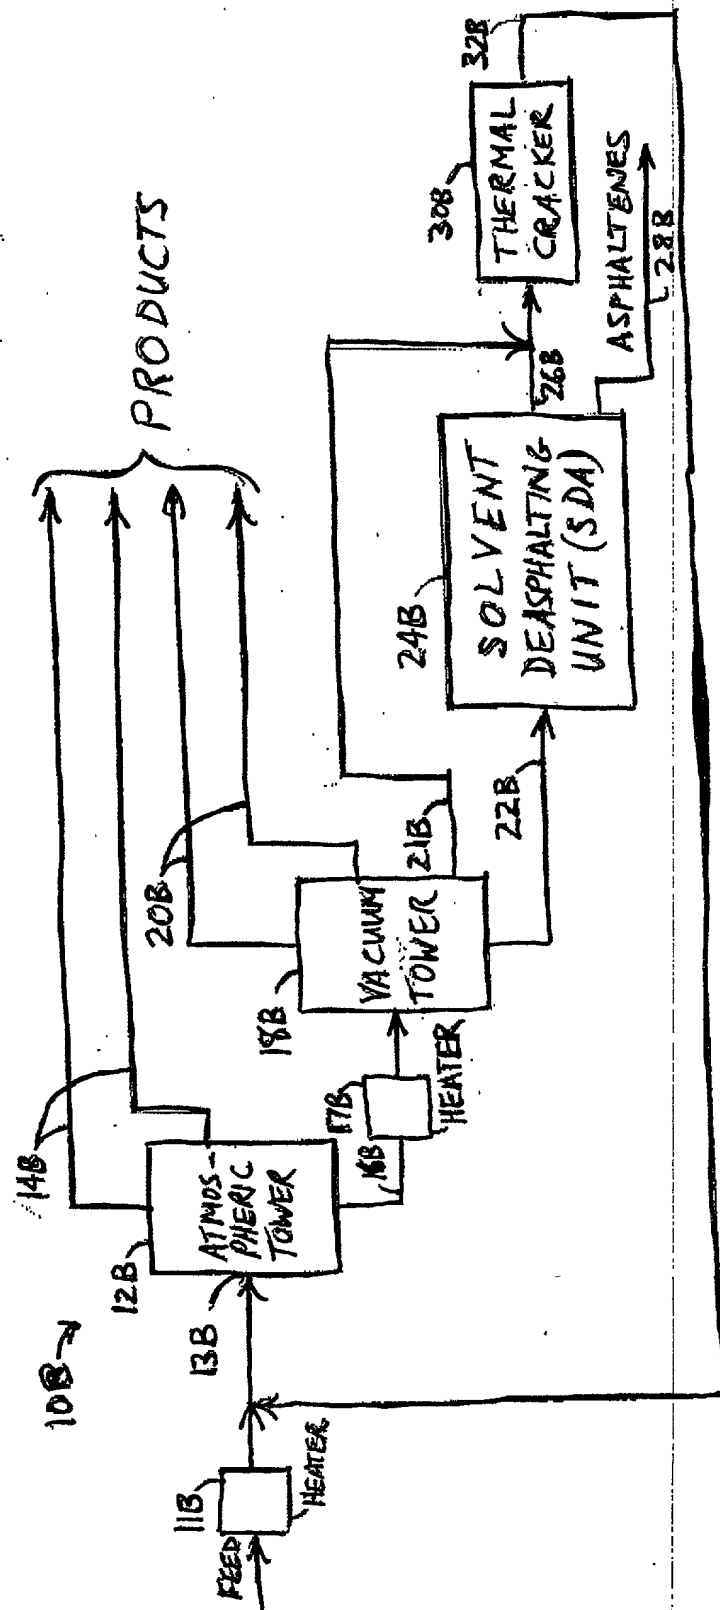 10B
FEED
11B
HEATER
13B
12B
ATMOS-
PHERIC
TOWER
14B
16B
17B
HEATER
18B
VACUUM
TOWER
20B
21B
22B
PRODUCTS
24B
SOLVENT
DEASPHALTING
UNIT (SDA)
26B
ASPHALTENES
28B
30B
THERMAL
CRACKER
32B